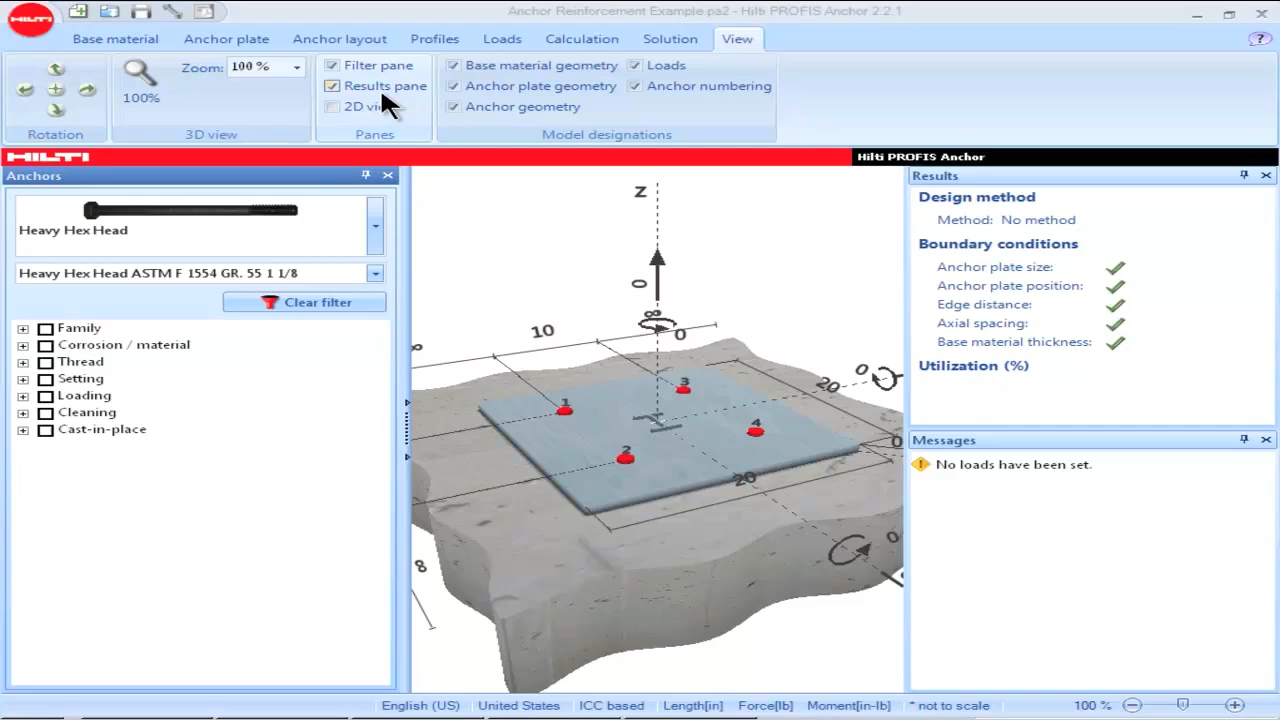 HILTI
Anchor Reinforcement Example.pa2 - Hilti PROFIS Anchor 2.2.1
Base material Anchor plate Anchor layout Profiles Loads Calculation Solution View
?
Zoom: 100 %
100%
Rotation
3D view
Filter pane
Results pane
2D vi
Panes
Base material geometry
Anchor plate geometry
Anchor geometry
Loads
Anchor numbering
Model designations
HILTI
Hilti PROFIS Anchor
Anchors
Heavy Hex Head
Heavy Hex Head ASTM F 1554 GR. 55 1 1/8
Clear filter
Family
Corrosion / material
Thread
Setting
Loading
Cleaning
Cast-in-place
Z
0
10
0
20
0
1
3
2
4
0
20
0
8
Results
Design method
Method: No method
Boundary conditions
Anchor plate size:
Anchor plate position:
Edge distance:
Axial spacing:
Base material thickness:
Utilization (%)
Messages
No loads have been set.
English (US) United States ICC based Length[in] Force[lb] Moment[in-lb] * not to scale 100 %